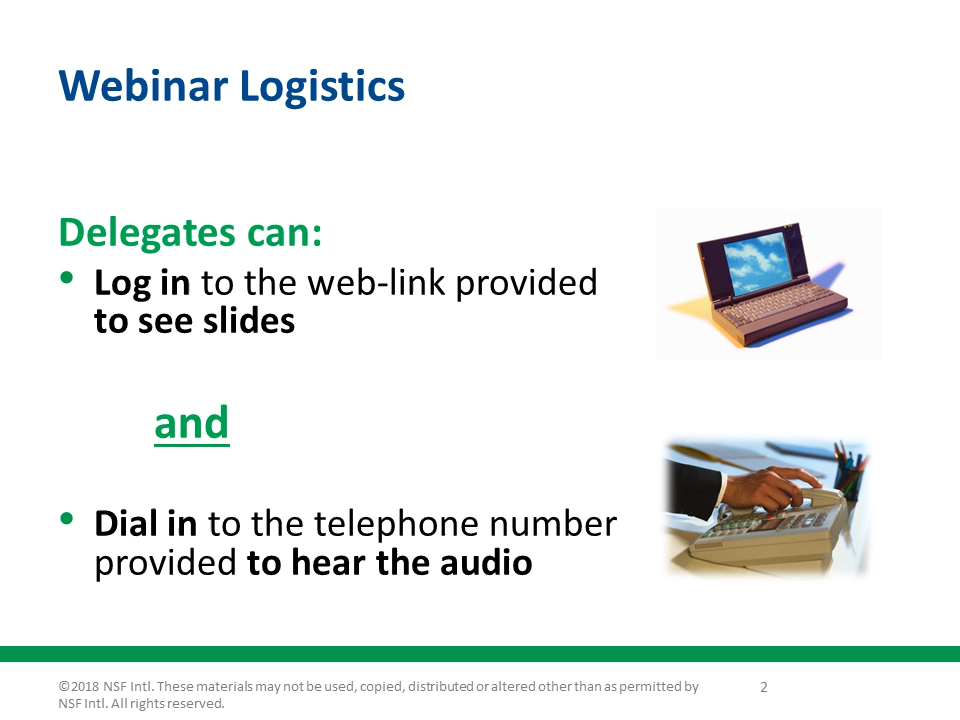 Webinar Logistics
Delegates can:
• Log in to the web-link provided
to see slides
and
• Dial in to the telephone number
provided to hear the audio
©2018 NSF Intl. These materials may not be used, copied, distributed or altered other than as permitted by
NSF Intl. All rights reserved.
2